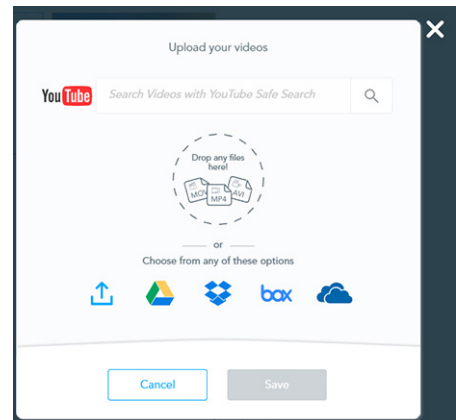 Upload your videos
YouTube Search Videos with YouTube Safe Search
Drop any files
here!
MOV MP4 AVI
or
Choose from any of these options
box
Cancel Save